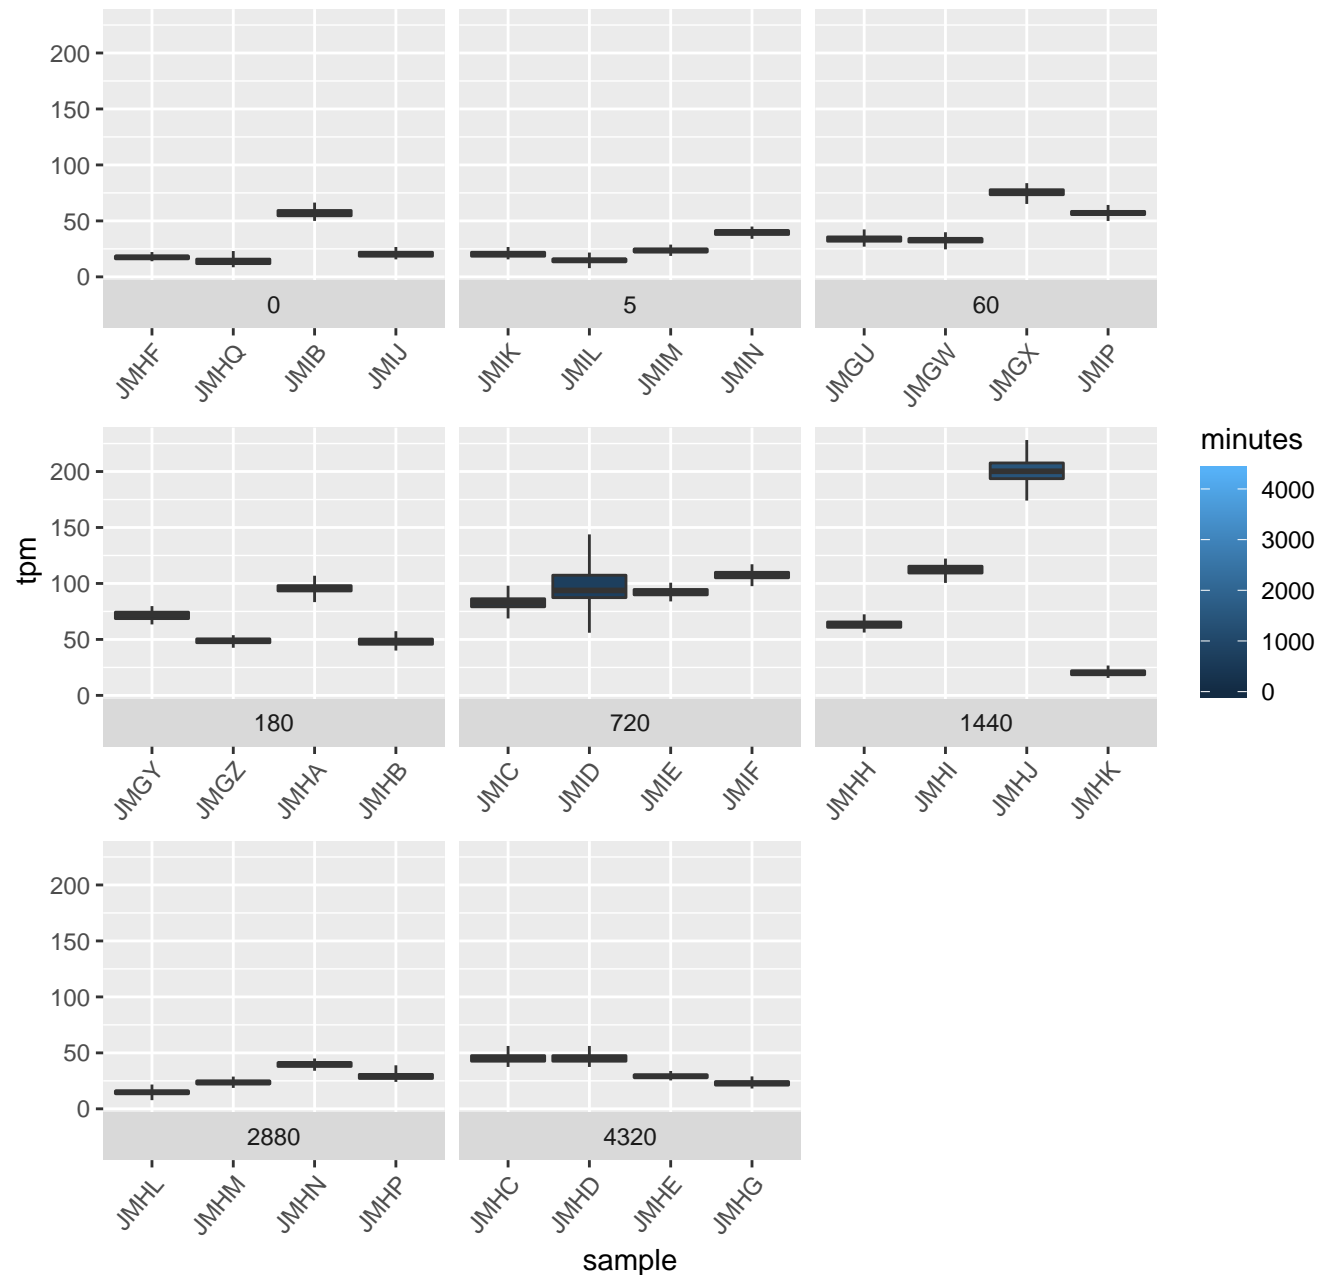 200
150
100
50
0
0
5
60
JMHF
JMHQ
JMIB
JMIJ
JMIK
JMIL
JMIM
JMIN
JMGU
JMGW
JMGX
JMIP
tpm
200
150
100
50
0
180
720
1440
JMGY
JMGZ
JMHA
JMHB
JMIC
JMID
JMIE
JMIF
JMHH
JMHI
JMHJ
JMHK
minutes
4000
3000
2000
1000
0
200
150
100
50
0
2880
4320
JMHL
JMHM
JMHN
JMHP
JMHC
JMHD
JMHE
JMHG
sample